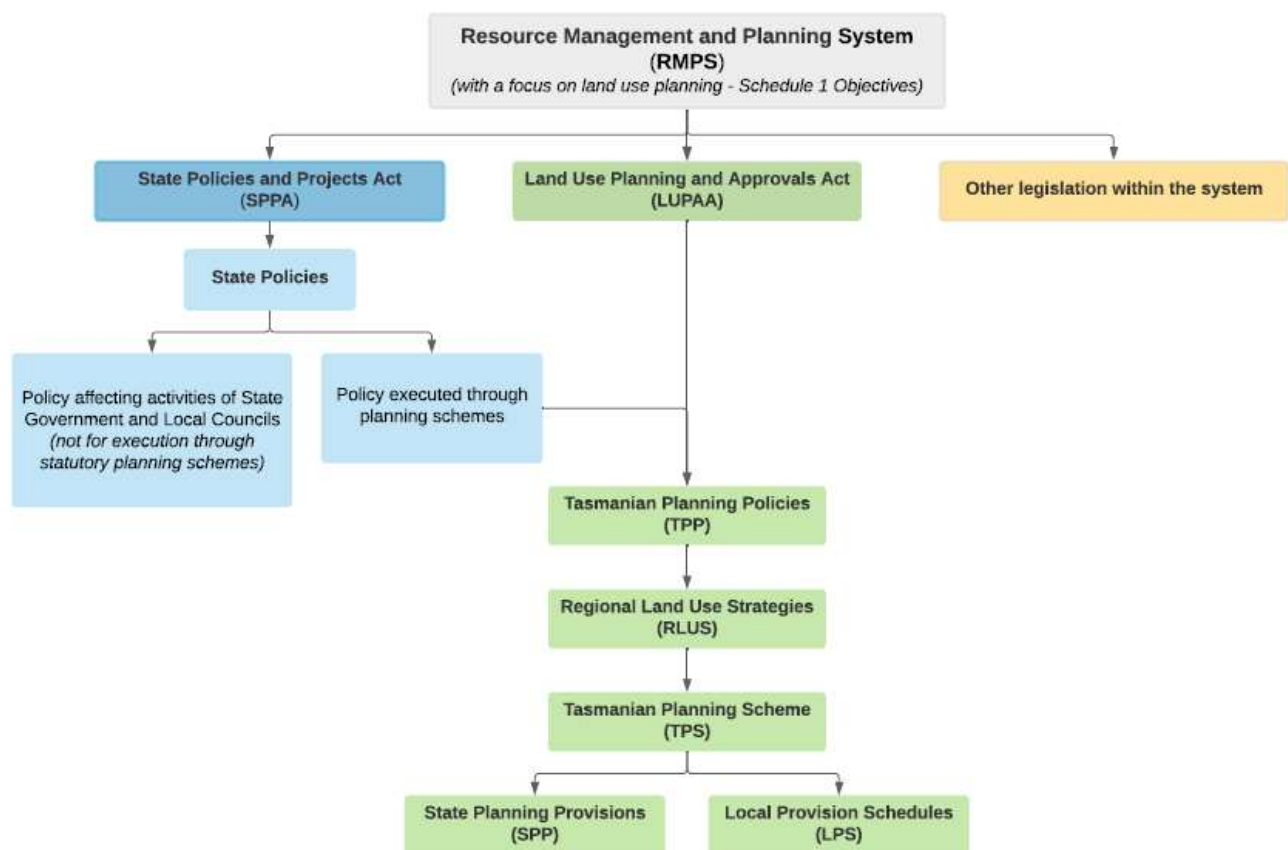 Resource Management and Planning System
(RMPS)
(with a focus on land use planning - Schedule 1 Objectives)
State Policies and Projects Act
(SPPA)
Land Use Planning and Approvals Act
(LUPAA)
Other legislation within the system
State Policies
Policy affecting activities of State
Government and Local Councils
(not for execution through
statutory planning schemes)
Policy executed through
planning schemes
Tasmanian Planning Policies
(TPP)
Regional Land Use Strategies
(RLUS)
Tasmanian Planning Scheme
(TPS)
State Planning Provisions
(SPP)
Local Provision Schedules
(LPS)